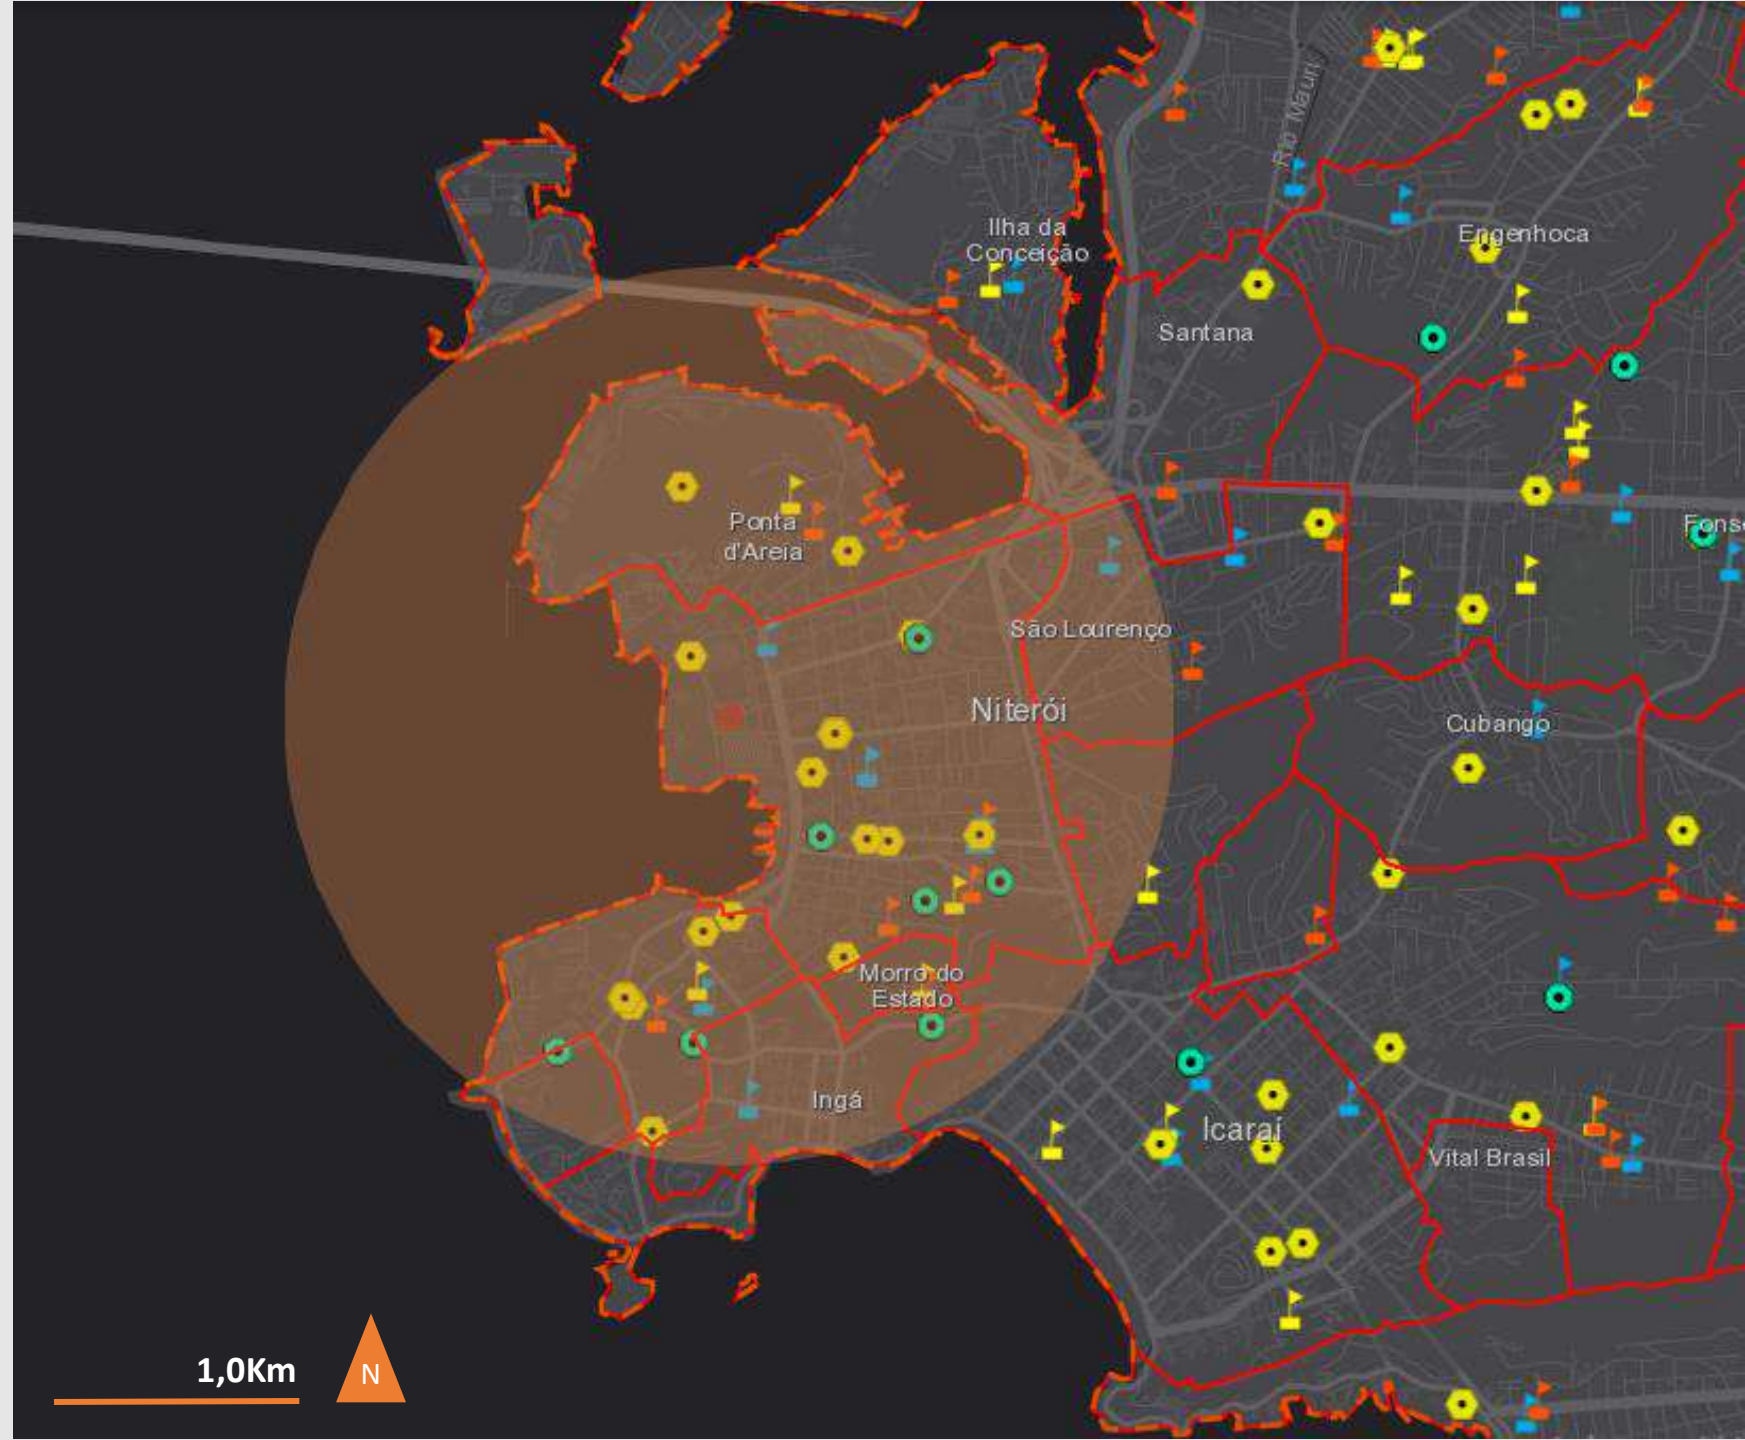 Rio Maruí
Ilha da
Conceição
Engenhoca
Santana
Ponta
d'Areia
Fonse
São Lourenço
Niterói
Cubango
Morro do
Estado
Ingá
Icaraí
Vital Brasil
1,0Km
N